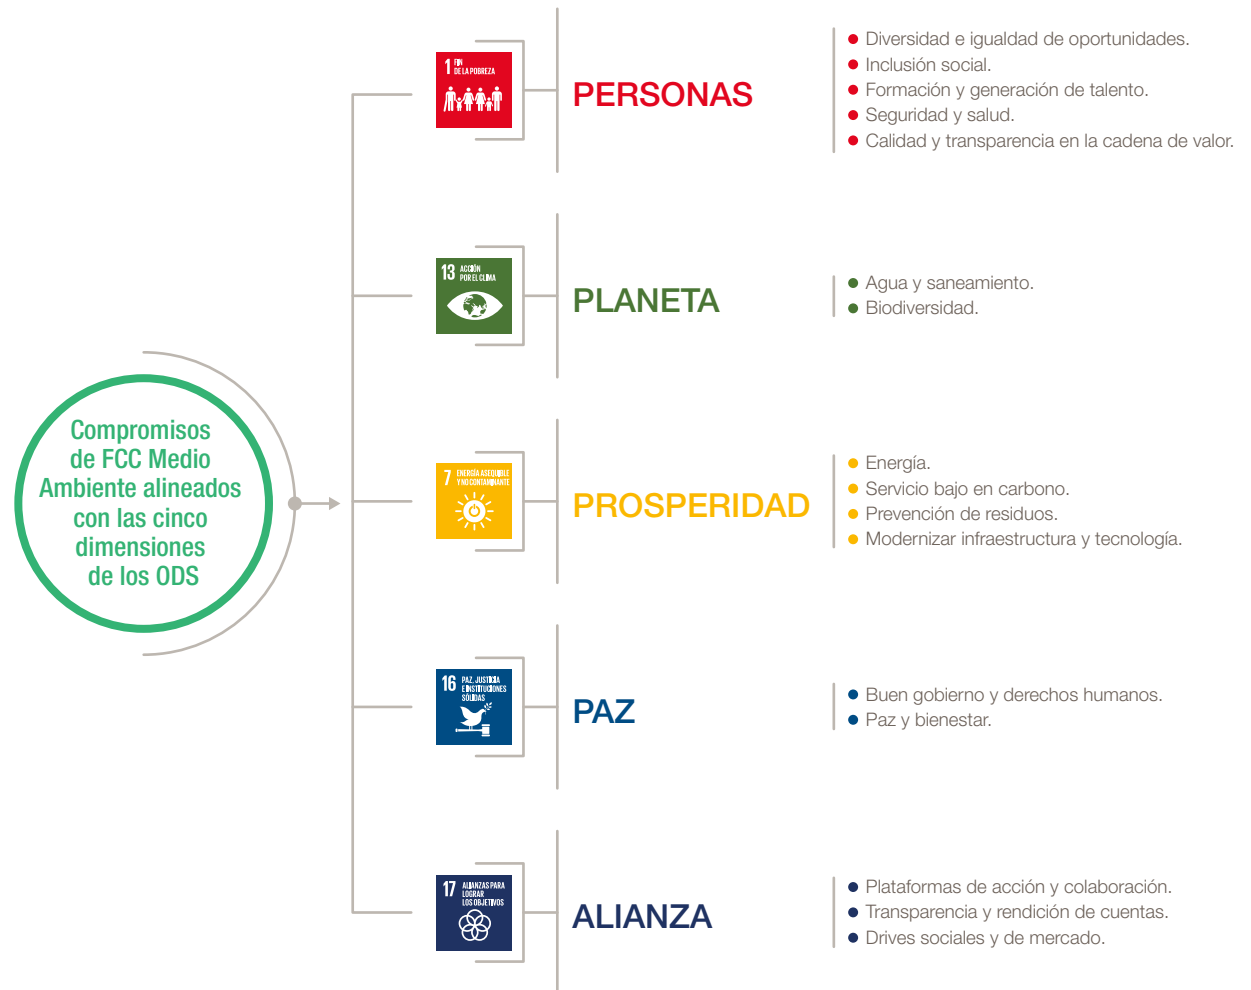 1 FIN
DE LA POBREZA
PERSONAS
Diversidad e igualdad de oportunidades.
Inclusión social.
Formación y generación de talento.
Seguridad y salud.
Calidad y transparencia en la cadena de valor.
13 ACCIÓN
POR EL CLIMA
PLANETA
Agua y saneamiento.
Biodiversidad.
Compromisos
de FCC Medio
Ambiente alineados
con las cinco
dimensiones
de los ODS
7 ENERGÍA ASEQUIBLE
Y NO CONTAMINANTE
PROSPERIDAD
Energía.
Servicio bajo en carbono.
Prevención de residuos.
Modernizar infraestructura y tecnología.
16 PAZ, JUSTICIA
E INSTITUCIONES
SÓLIDAS
PAZ
Buen gobierno y derechos humanos.
Paz y bienestar.
17 ALIANZAS PARA
LOGRAR
LOS OBJETIVOS
ALIANZA
Plataformas de acción y colaboración.
Transparencia y rendición de cuentas.
Drives sociales y de mercado.